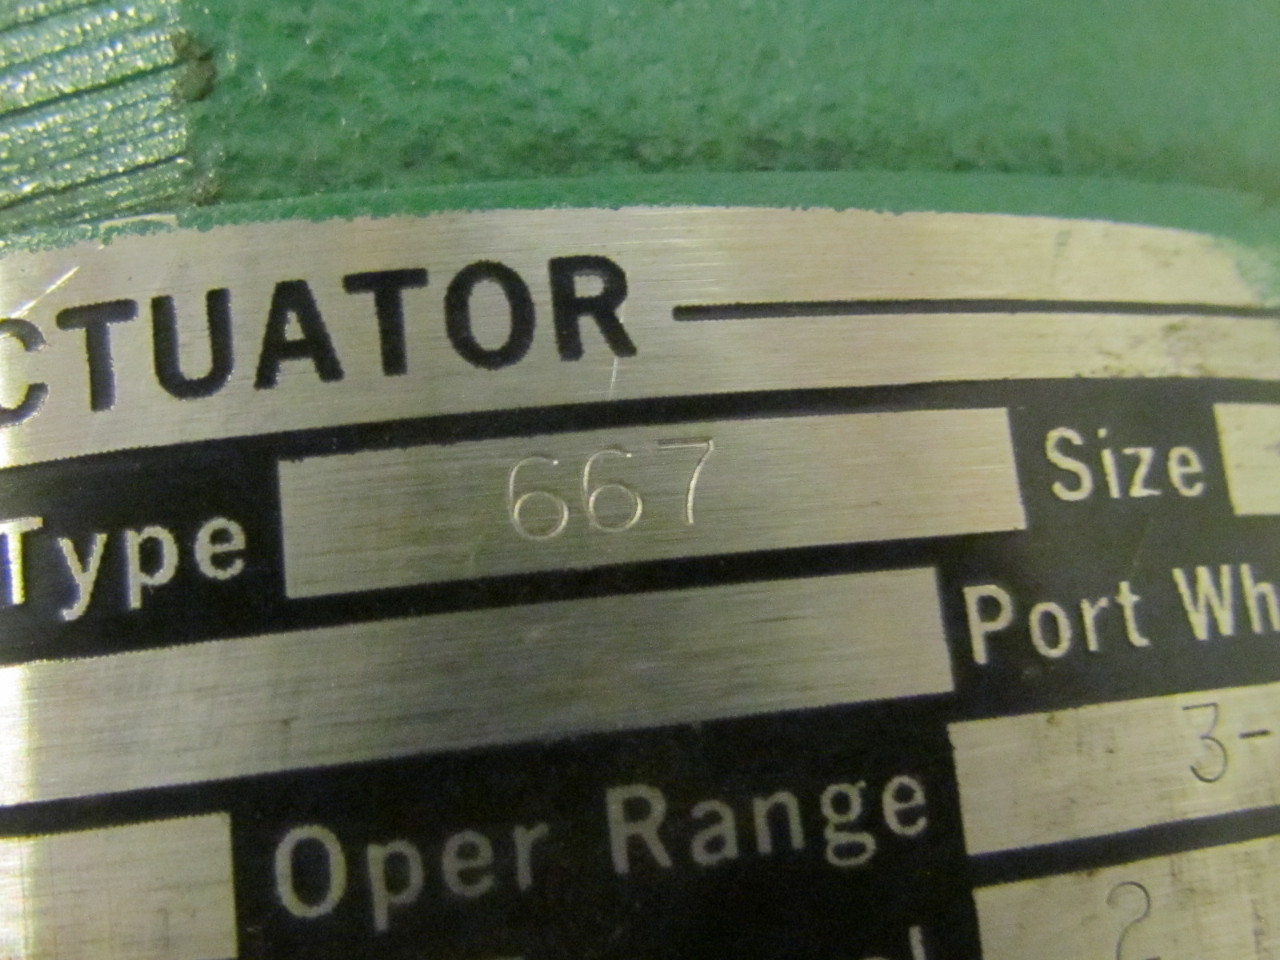 CTUATOR
Type 667 Size
Port Wh
Oper Range 3-
2